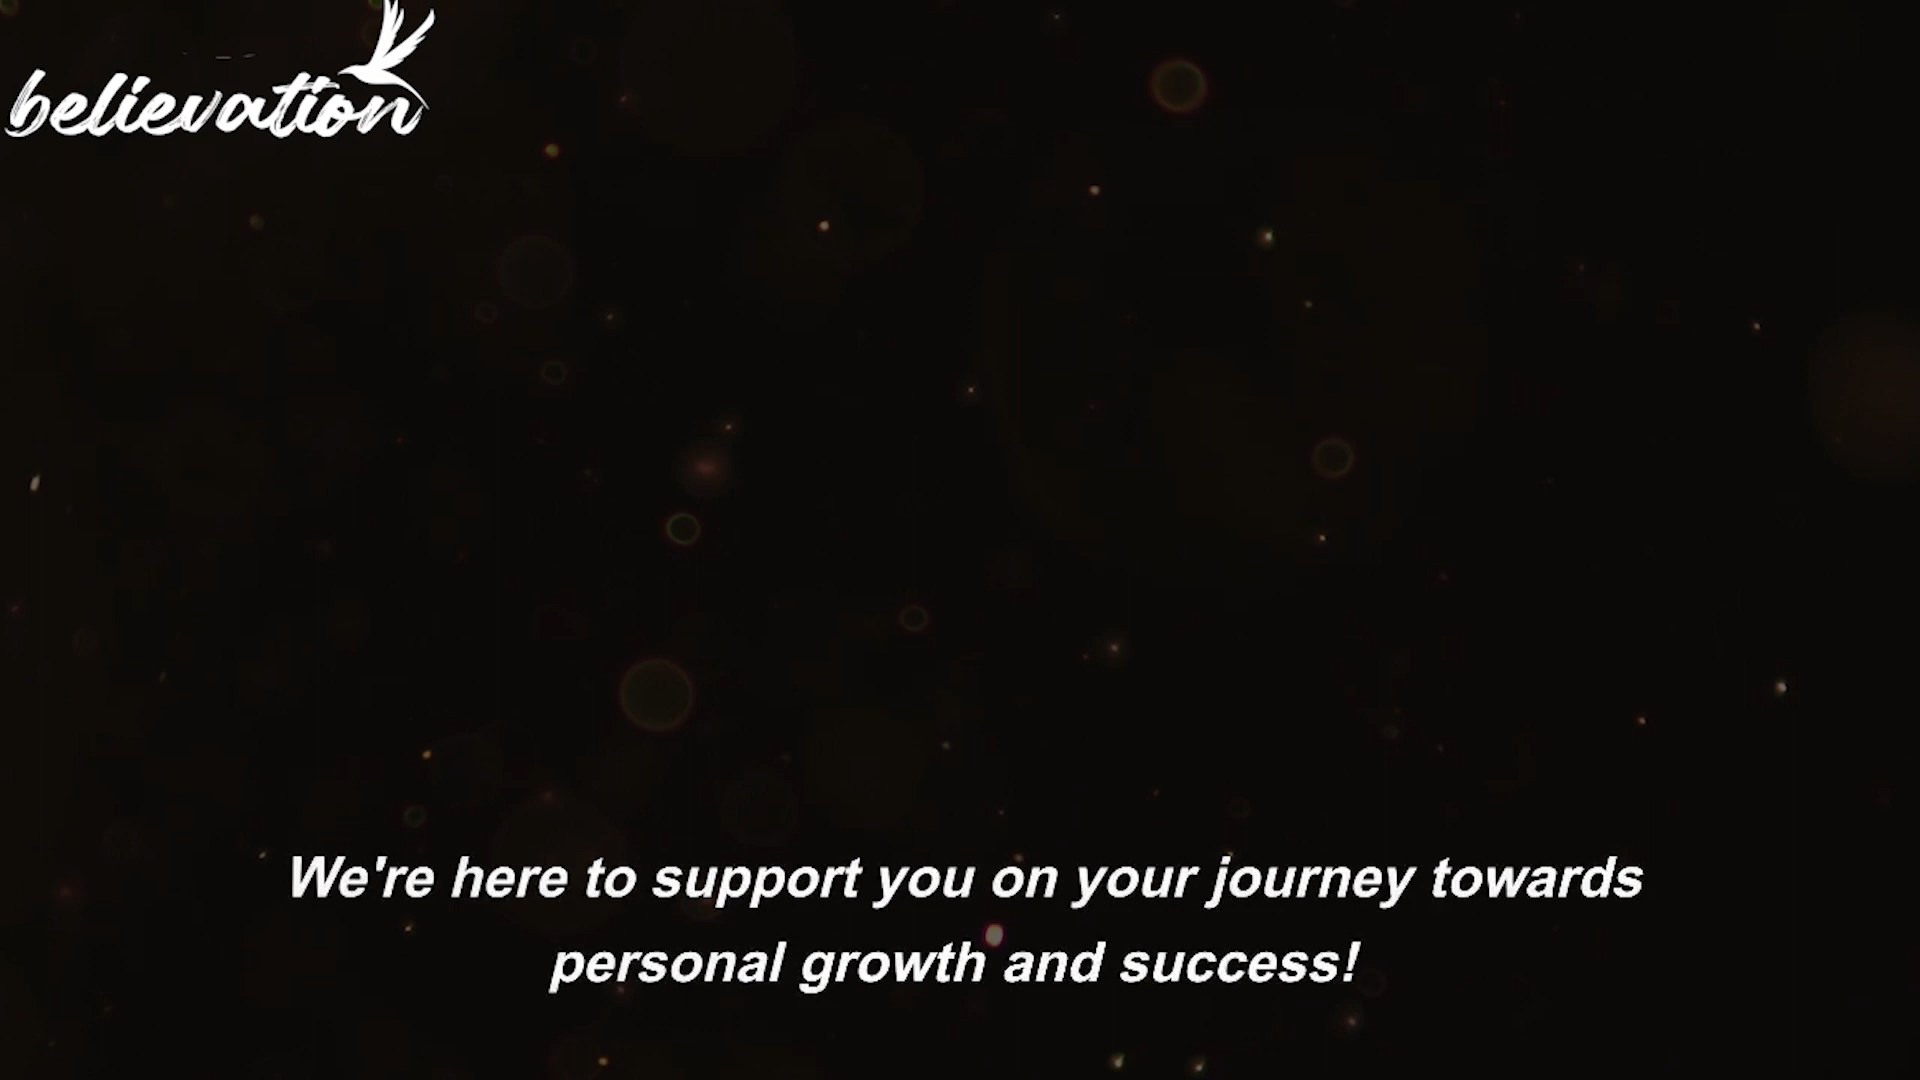 believation
We're here to support you on your journey towards
personal growth and success!